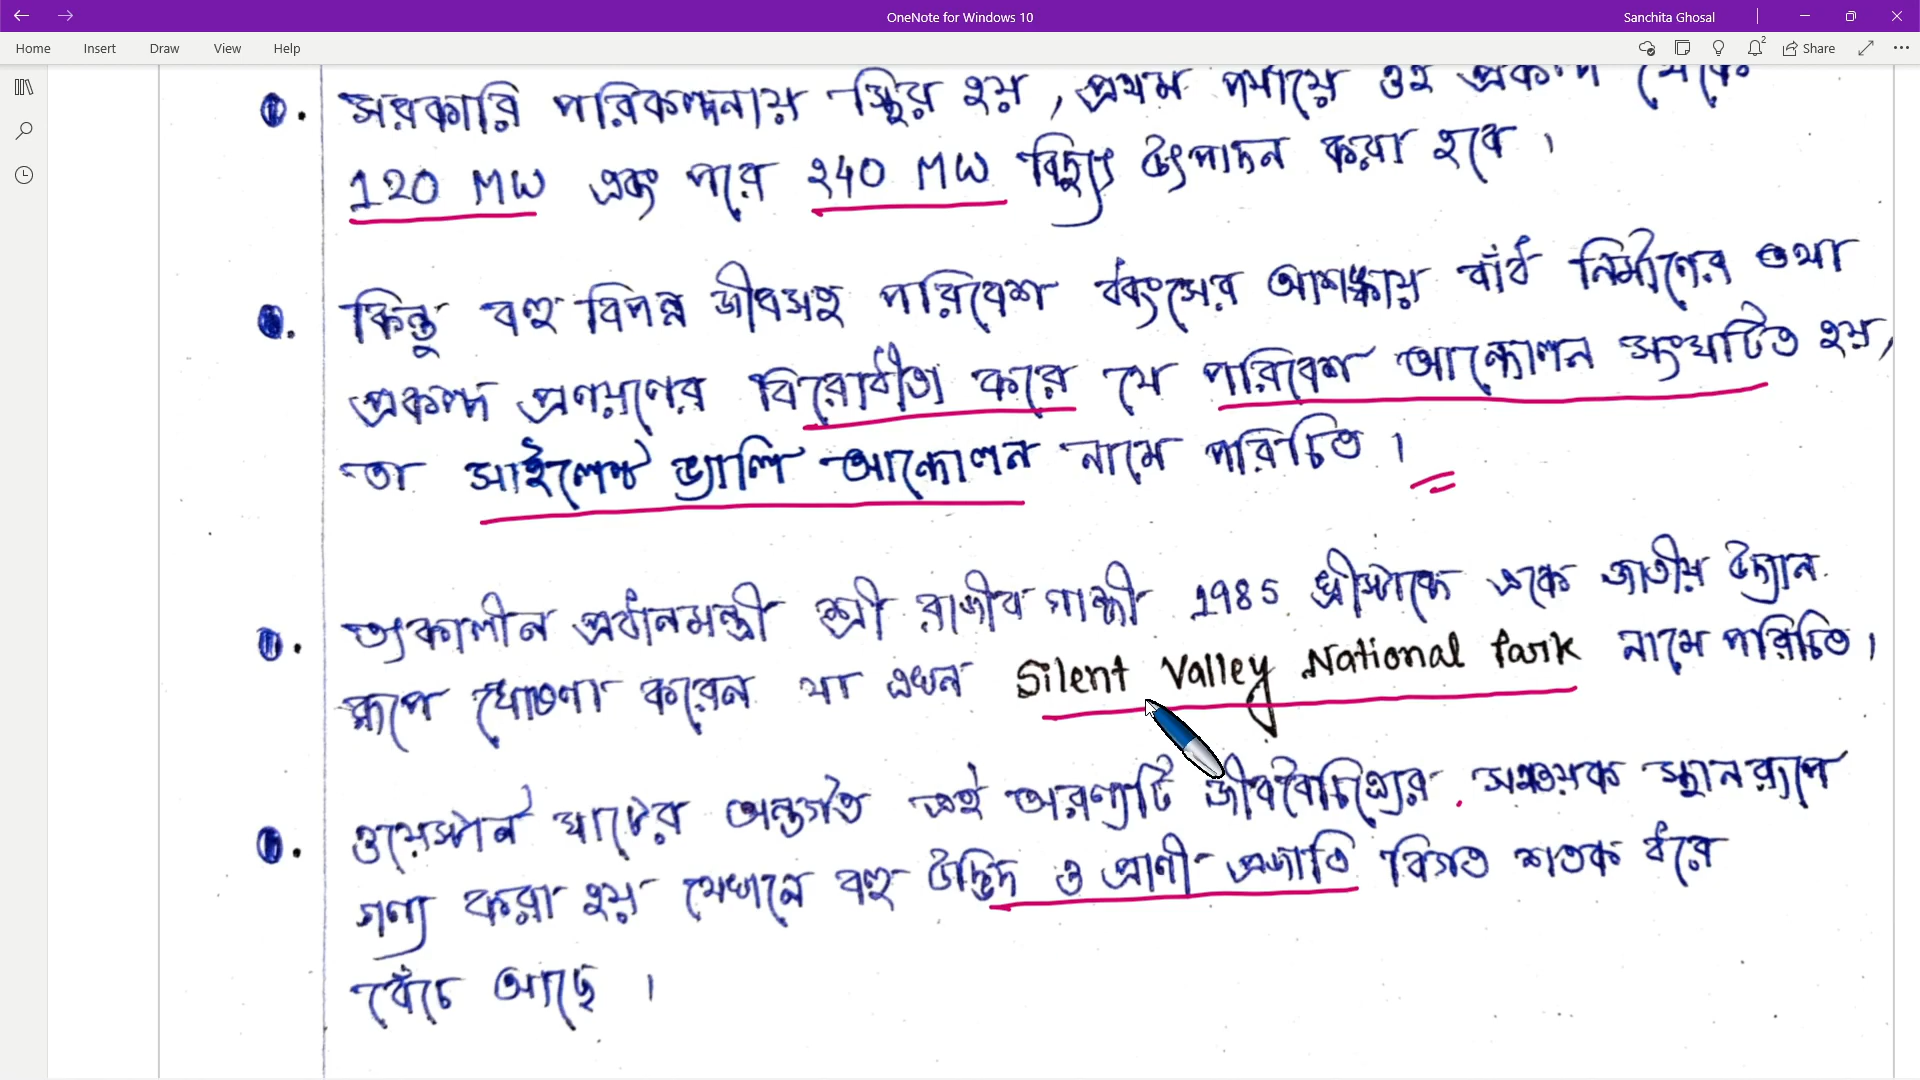 OneNote for Windows 10
Sanchita Ghosal
Home Insert Draw View Help
2 Share
সরকারি পরিকল্পনায় স্থির হয়, প্রথম পর্যায়ে ওই প্রকল্প থেকে
120 MW এবং পরে 240 MW বিদ্যুৎ উৎপাদন করা হবে।
কিন্তু বহু বিপন্ন জীবসহ পরিবেশ ধ্বংসের আশঙ্কায় বাঁধ নির্মাণের তথা
প্রকল্প প্রণয়ণের বিরোধীতা করে যে পরিবেশ আন্দোলন সংঘটিত হয়,
তা সাইলেন্ট ভ্যালি আন্দোলন নামে পরিচিত।
তৎকালীন প্রধানমন্ত্রী শ্রী রাজীব গান্ধী 1985 খ্রীস্টাব্দে একে জাতীয় উদ্যান
রূপে ঘোষণা করেন যা এখন Silent Valley National Park নামে পরিচিত।
ওয়েস্টার্ন ঘাটের অন্তর্গত এই অরণ্যটি জীববৈচিত্র্যের সঞ্চয়ক স্থানরূপে
গণ্য করা হয় যেখানে বহু উদ্ভিদ ও প্রাণী প্রজাতি বিগত শতক ধরে
বেঁচে আছে।